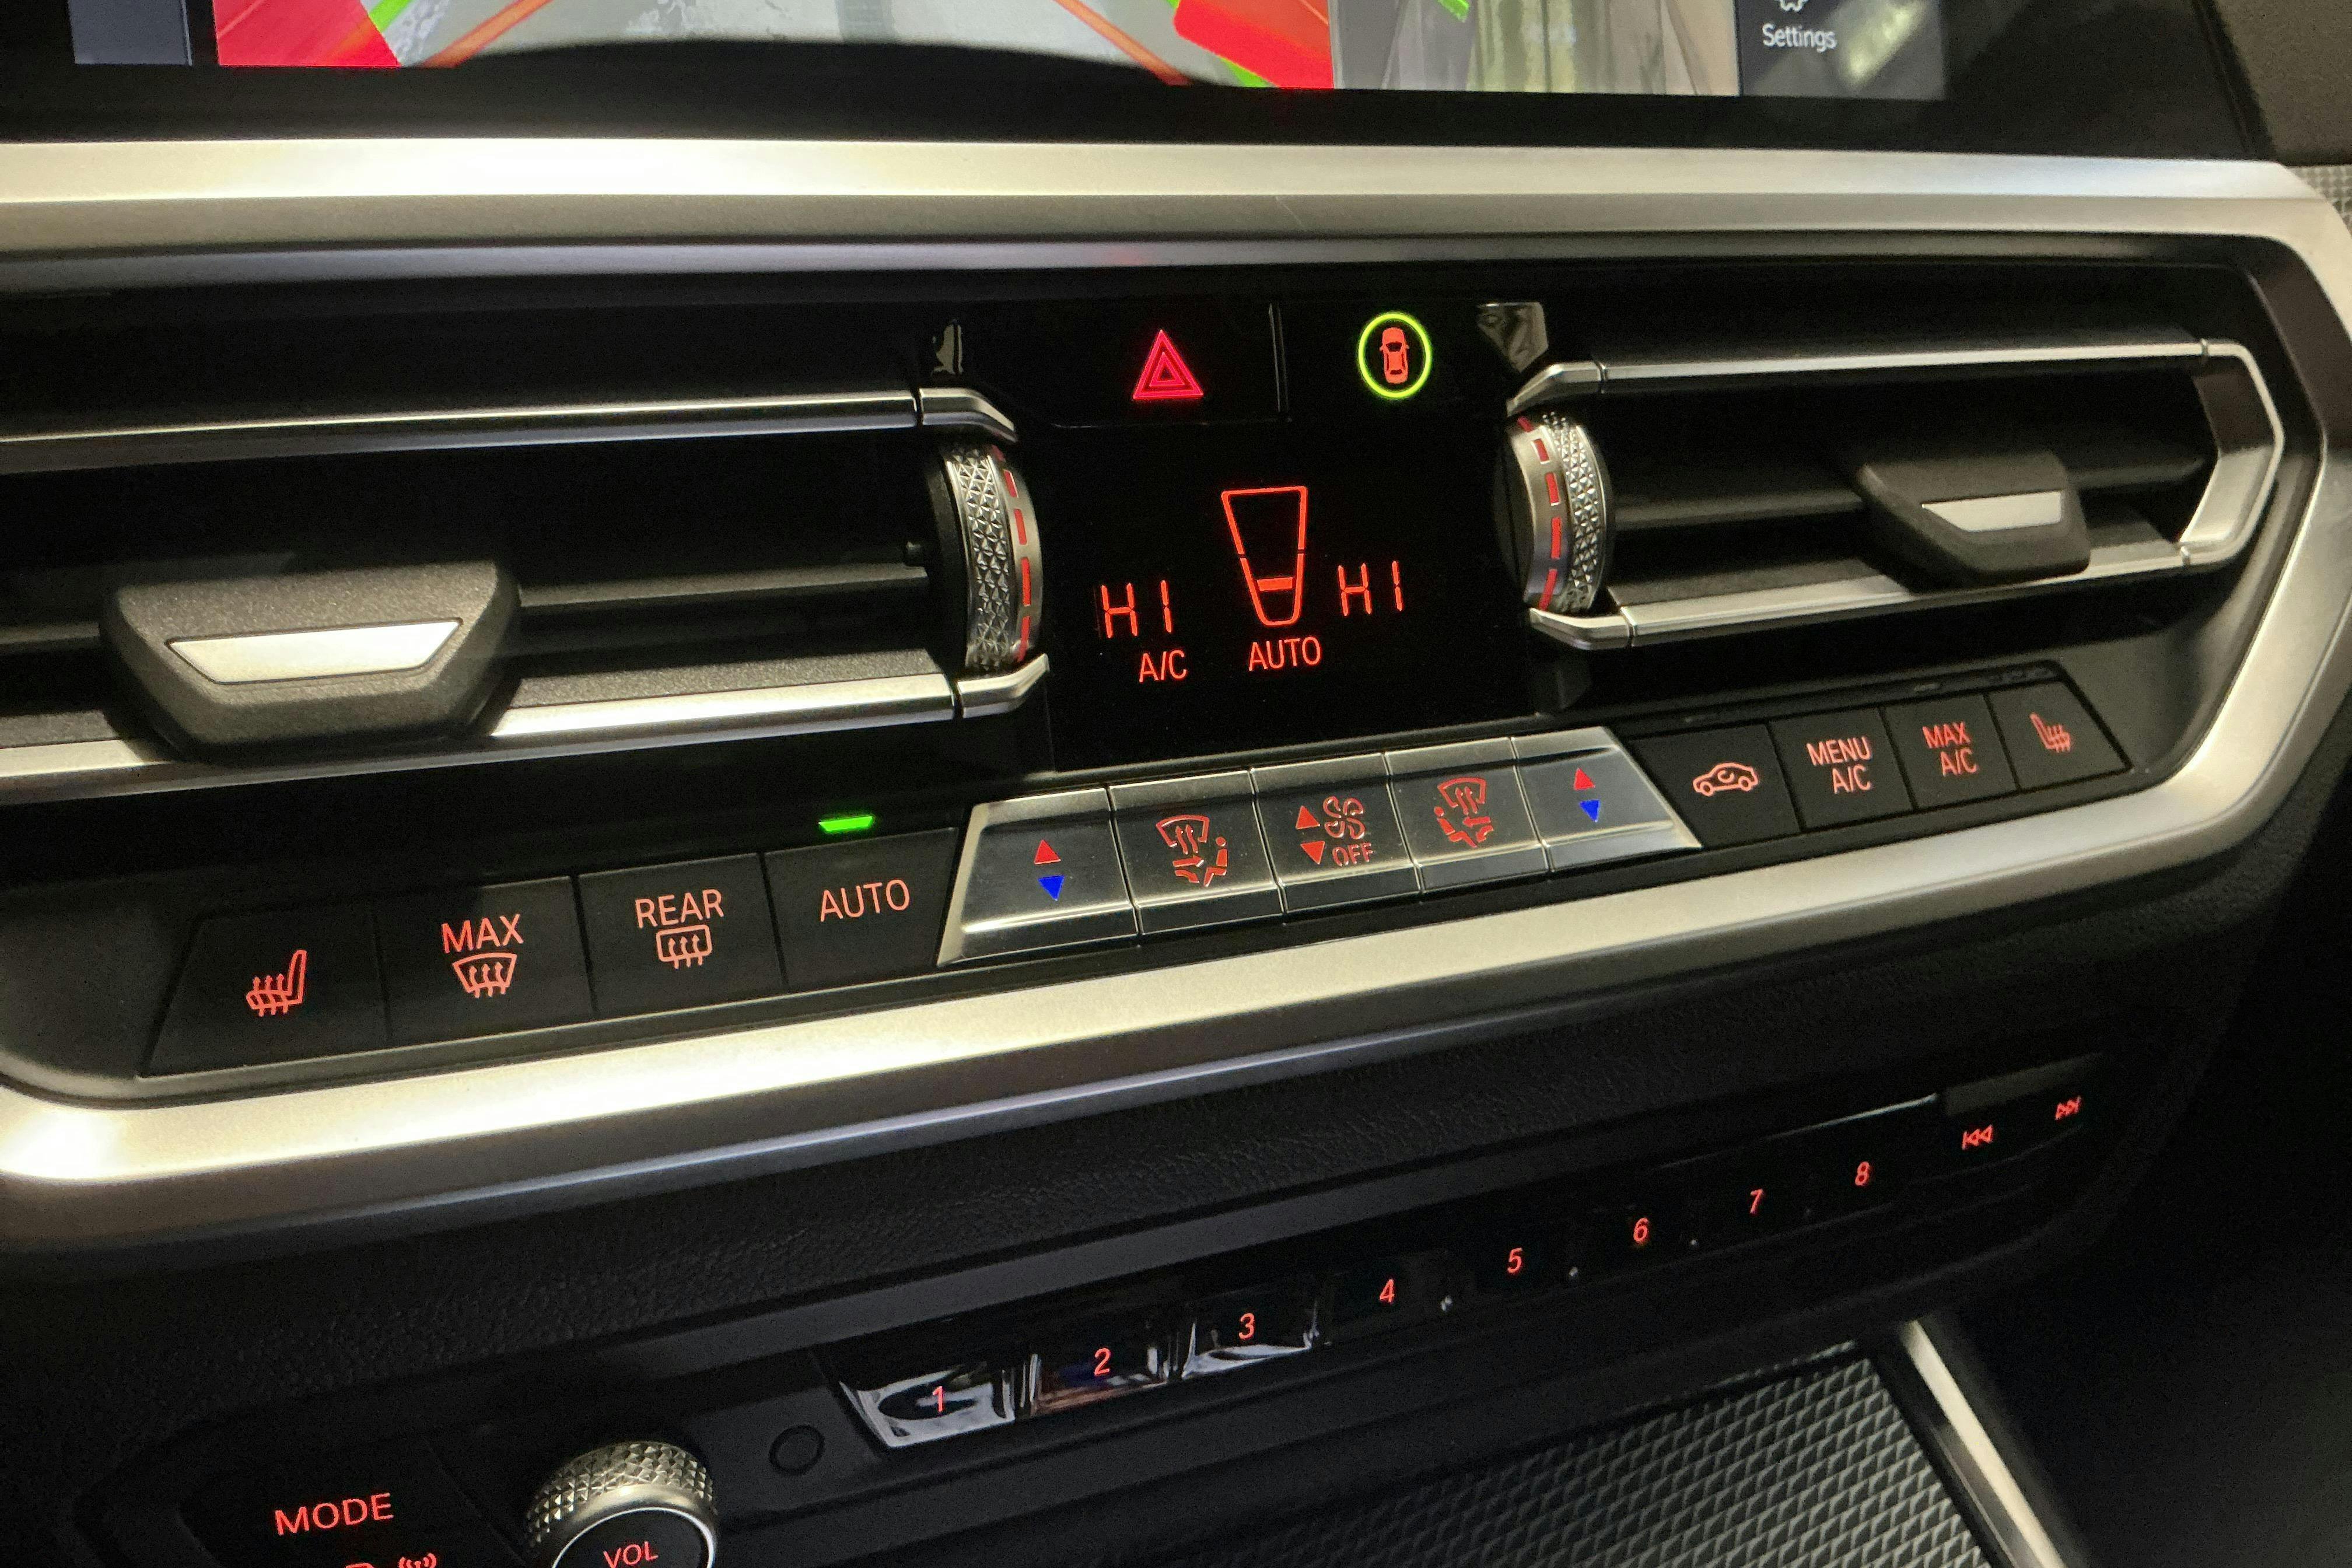 Settings
HI
HI
A/C
AUTO
MENU
A/C
MAX
A/C
OFF
MAX
REAR
AUTO
1
2
3
4
5
6
7
8
MODE
VOL